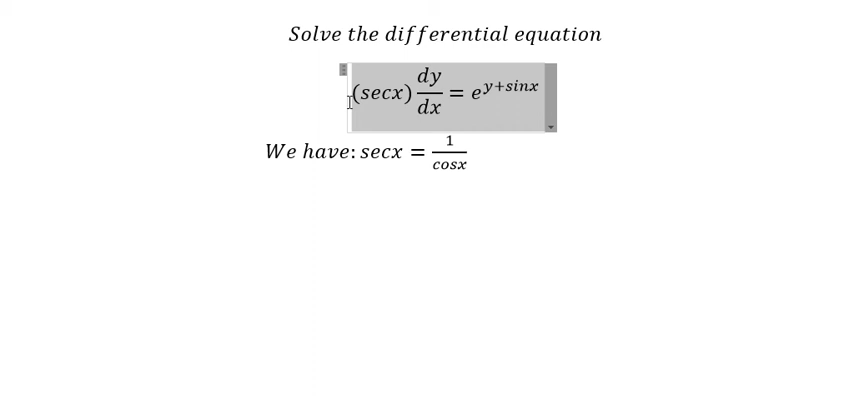 Solve the differential equation
(secx) dy/dx = e^{y+sinx}
We have: secx = 1/cosx